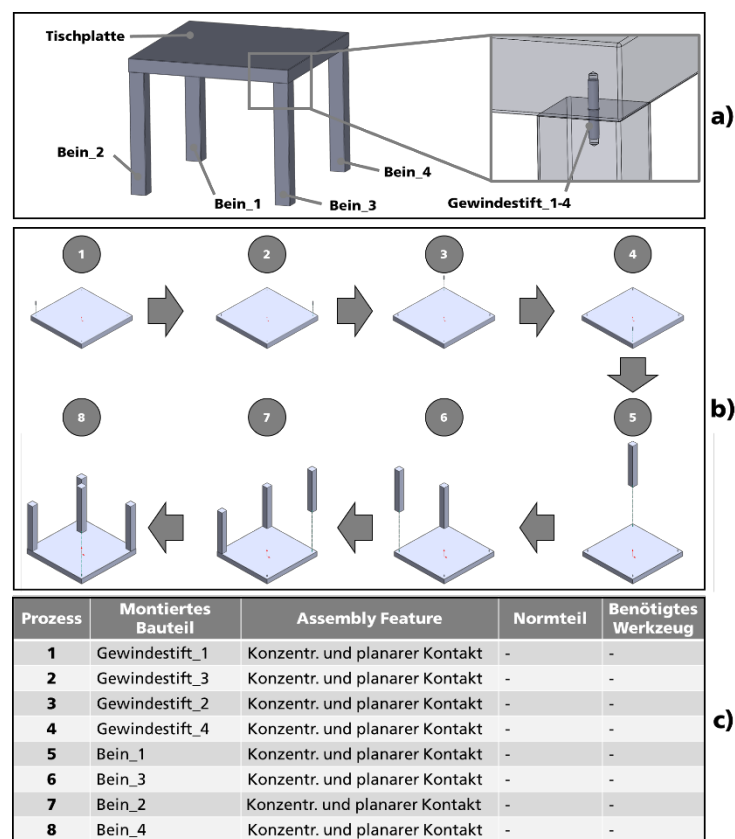 Tischplatte
Bein_2
Bein_1
Bein_3
Bein_4
Gewindestift_1-4
a)
1
2
3
4
8
7
6
5
b)
Prozess Montiertes Bauteil Assembly Feature Normteil Benötigtes Werkzeug
1 Gewindestift_1 Konzentr. und planarer Kontakt - -
2 Gewindestift_3 Konzentr. und planarer Kontakt - -
3 Gewindestift_2 Konzentr. und planarer Kontakt - -
4 Gewindestift_4 Konzentr. und planarer Kontakt - -
5 Bein_1 Konzentr. und planarer Kontakt - -
6 Bein_3 Konzentr. und planarer Kontakt - -
7 Bein_2 Konzentr. und planarer Kontakt - -
8 Bein_4 Konzentr. und planarer Kontakt - -
c)